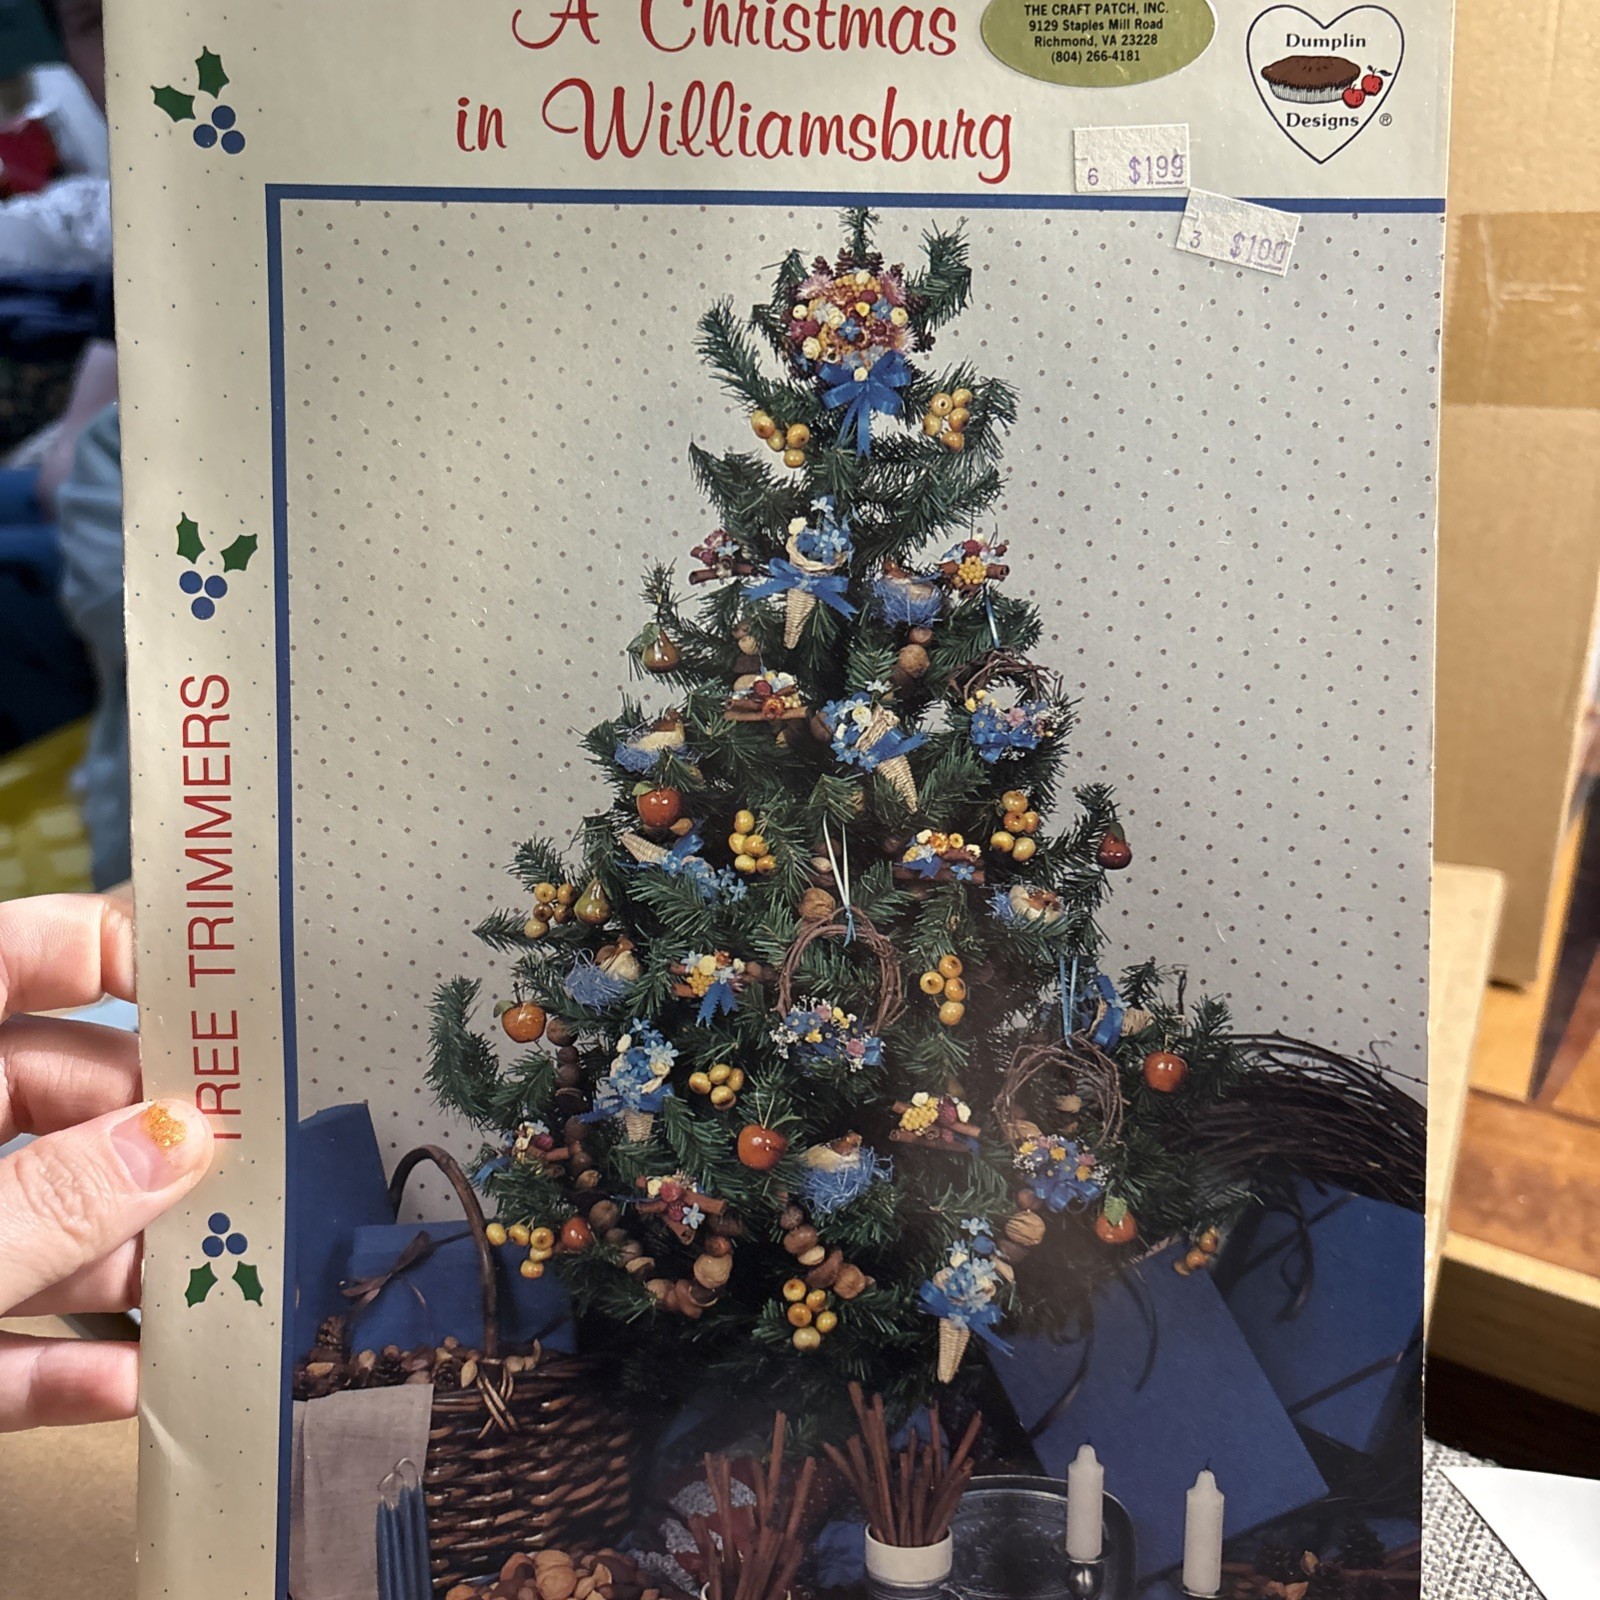 A Christmas
in Williamsburg
THE CRAFT PATCH, INC.
9129 Staples Mill Road
Richmond, VA 23228
(804) 266-4181
Dumplin
Designs ®
6 $1.99
3 $1.00
TREE TRIMMERS